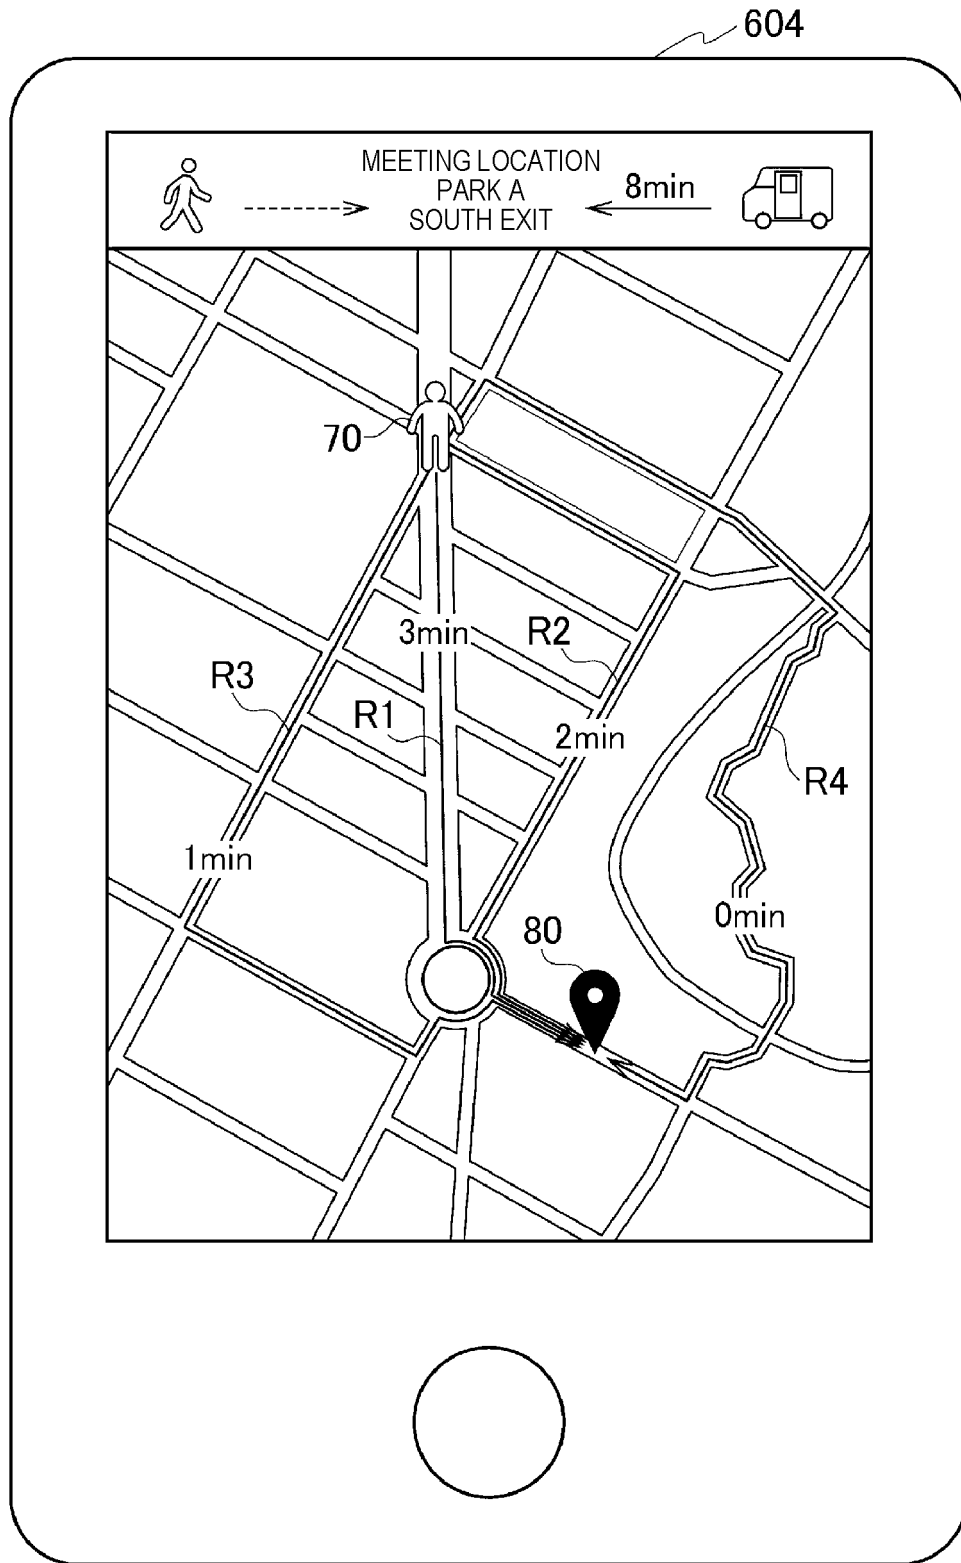 604
MEETING LOCATION
PARK A
SOUTH EXIT
8min
70
3min
R2
R3
R1
2min
R4
1min
0min
80